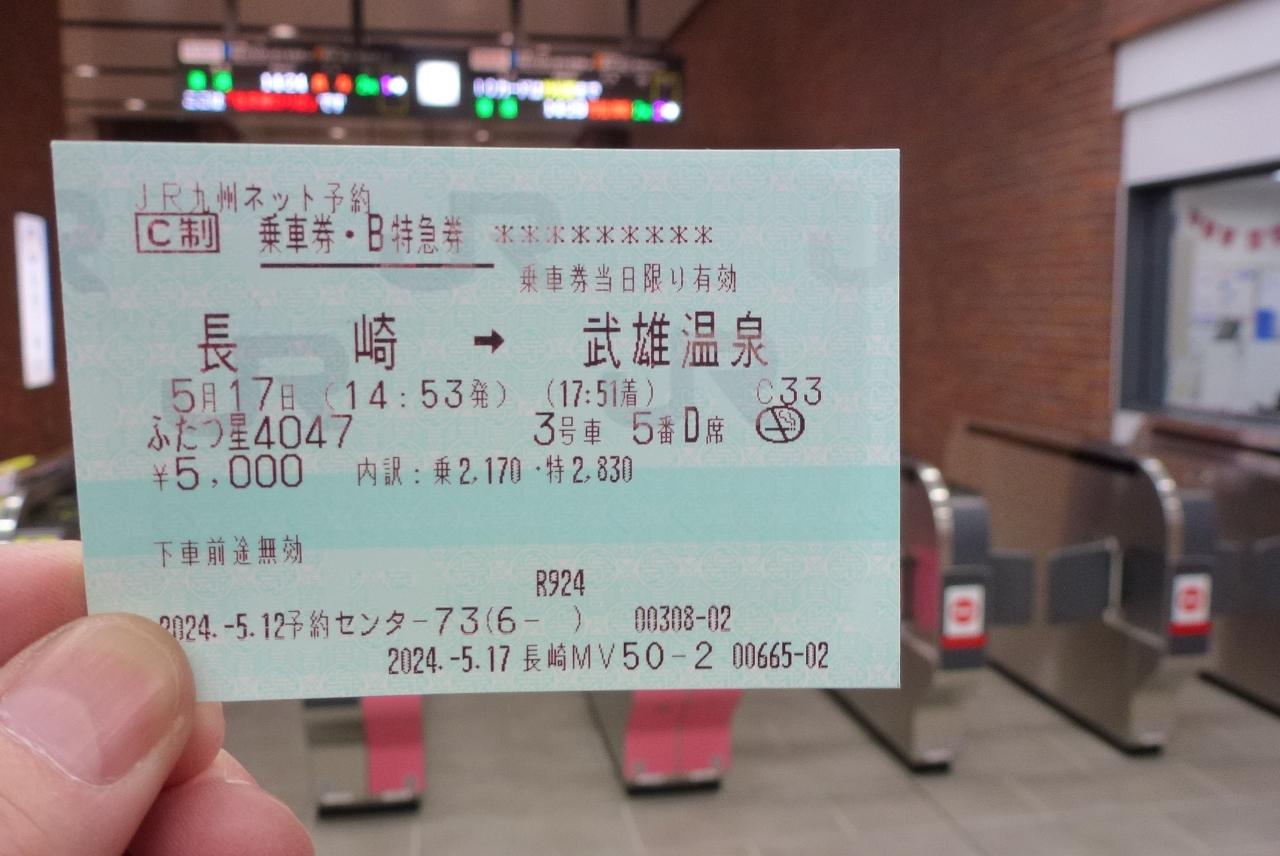 JR九州ネット予約
C制 乗車券・B特急券 *********
乗車券当日限り有効
長崎 → 武雄温泉
5月17日 (14:53発) (17:51着) C33
ふたつ星4047 3号車 5番D席
¥5,000 内訳:乗2,170・特2,830
下車前途無効
R924
2024.-5.12予約センター73(6- ) 00308-02
2024.-5.17 長崎MV50-2 00665-02